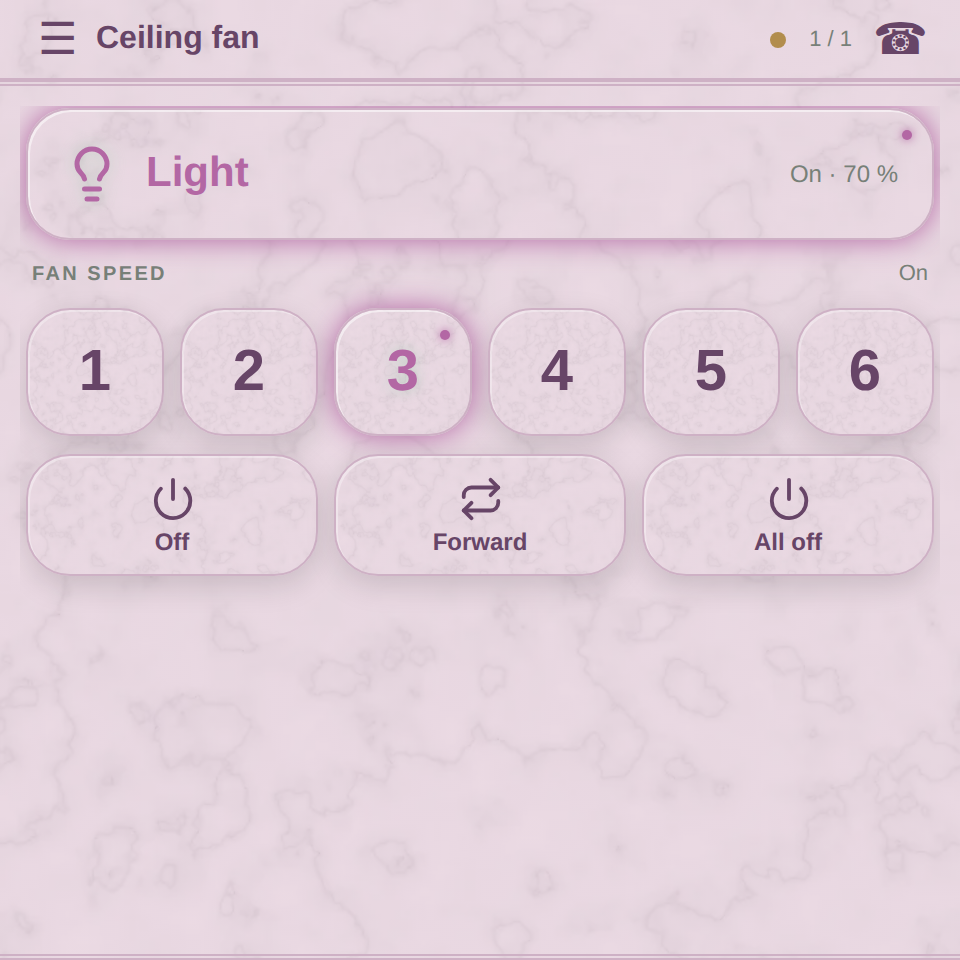 Ceiling fan
1 / 1
Light
On · 70 %
FAN SPEED
On
1 2 3 4 5 6
Off
Forward
All off